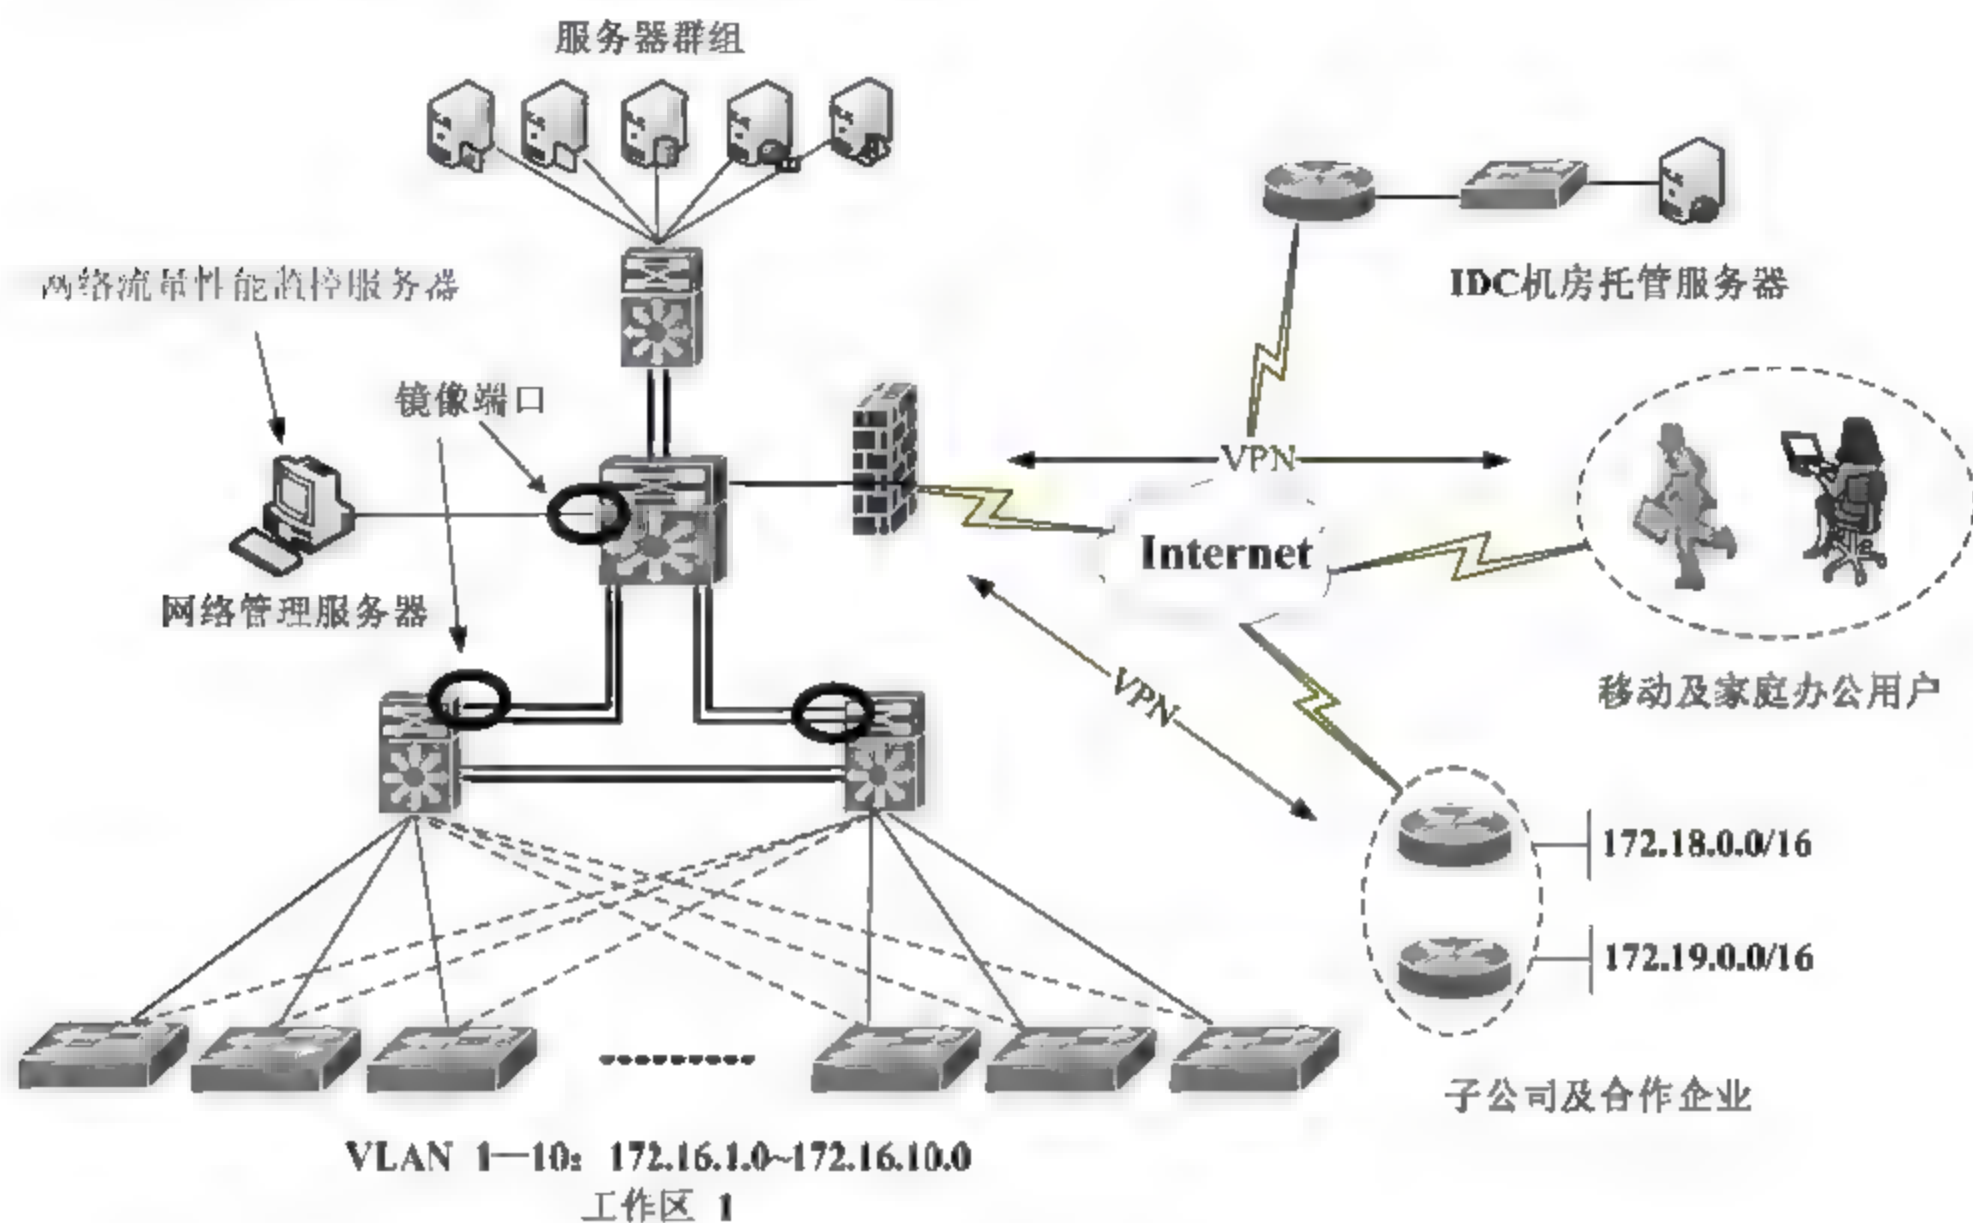 服务器群组
网络流量性能监控服务器
IDC机房托管服务器
镜像端口
VPN
Internet
网络管理服务器
VPN
移动及家庭办公用户
172.18.0.0/16
172.19.0.0/16
子公司及合作企业
VLAN 1—10: 172.16.1.0~172.16.10.0
工作区 1